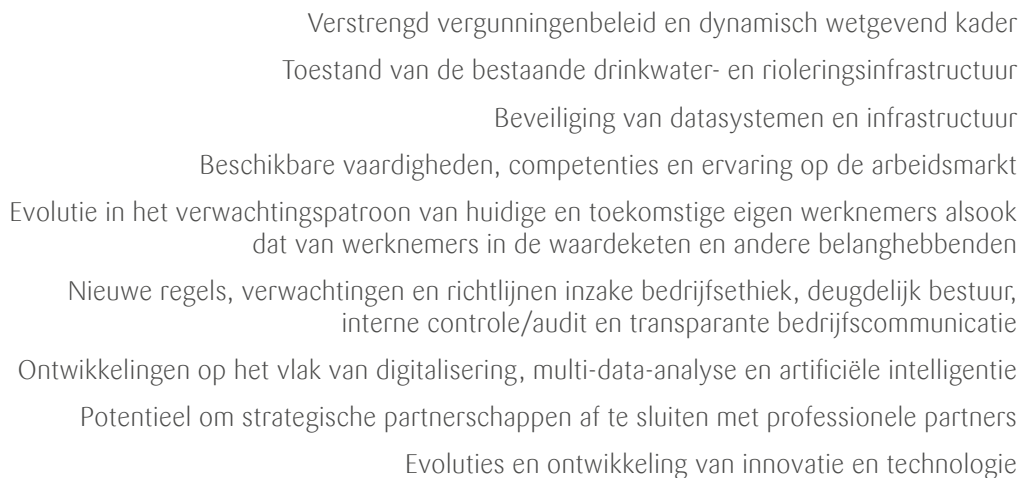 Verstrengd vergunningenbeleid en dynamisch wetgevend kader
Toestand van de bestaande drinkwater- en rioleringsinfrastructuur
Beveiliging van datasystemen en infrastructuur
Beschikbare vaardigheden, competenties en ervaring op de arbeidsmarkt
Evolutie in het verwachtingspatroon van huidige en toekomstige eigen werknemers alsook
dat van werknemers in de waardeketen en andere belanghebbenden
Nieuwe regels, verwachtingen en richtlijnen inzake bedrijfsethiek, deugdelijk bestuur,
interne controle/audit en transparante bedrijfscommunicatie
Ontwikkelingen op het vlak van digitalisering, multi-data-analyse en artificiële intelligentie
Potentieel om strategische partnerschappen af te sluiten met professionele partners
Evoluties en ontwikkeling van innovatie en technologie